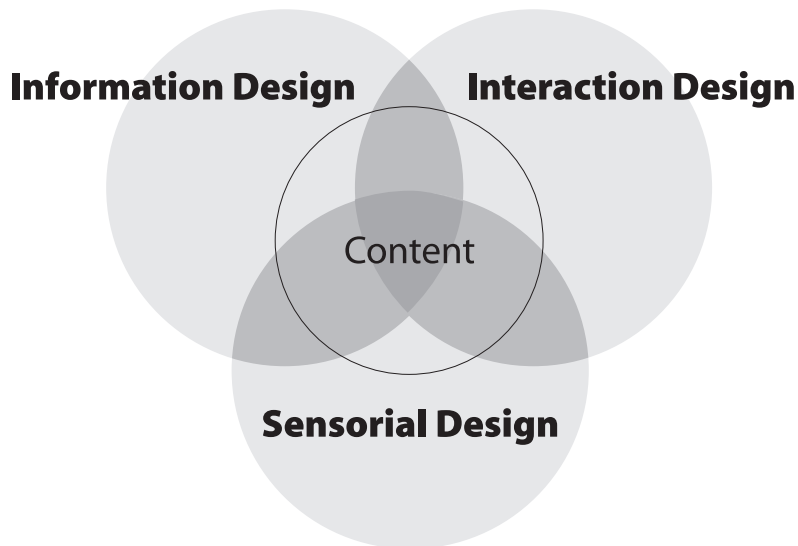 Information Design
Interaction Design
Content
Sensorial Design